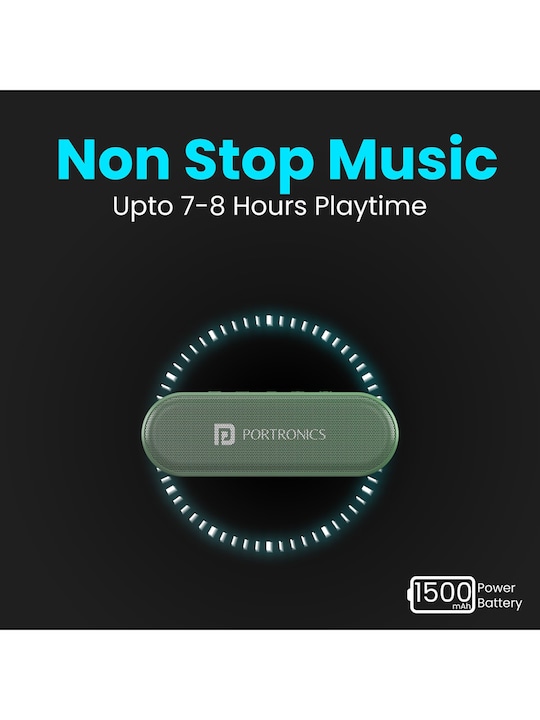 Non Stop Music
Upto 7-8 Hours Playtime
PORTRONICS
1500 mAh
Power
Battery